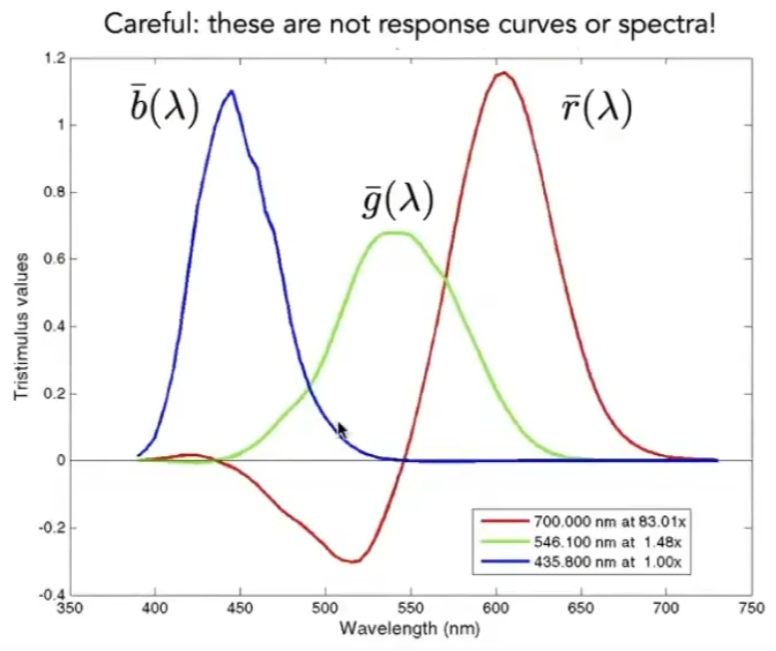 Careful: these are not response curves or spectra!
1.2
1
0.8
0.6
0.4
0.2
0
-0.2
-0.4
Tristimulus values
b̄(λ)
ḡ(λ)
r̄(λ)
700.000 nm at 83.01x
546.100 nm at 1.48x
435.800 nm at 1.00x
350 400 450 500 550 600 650 700 750
Wavelength (nm)